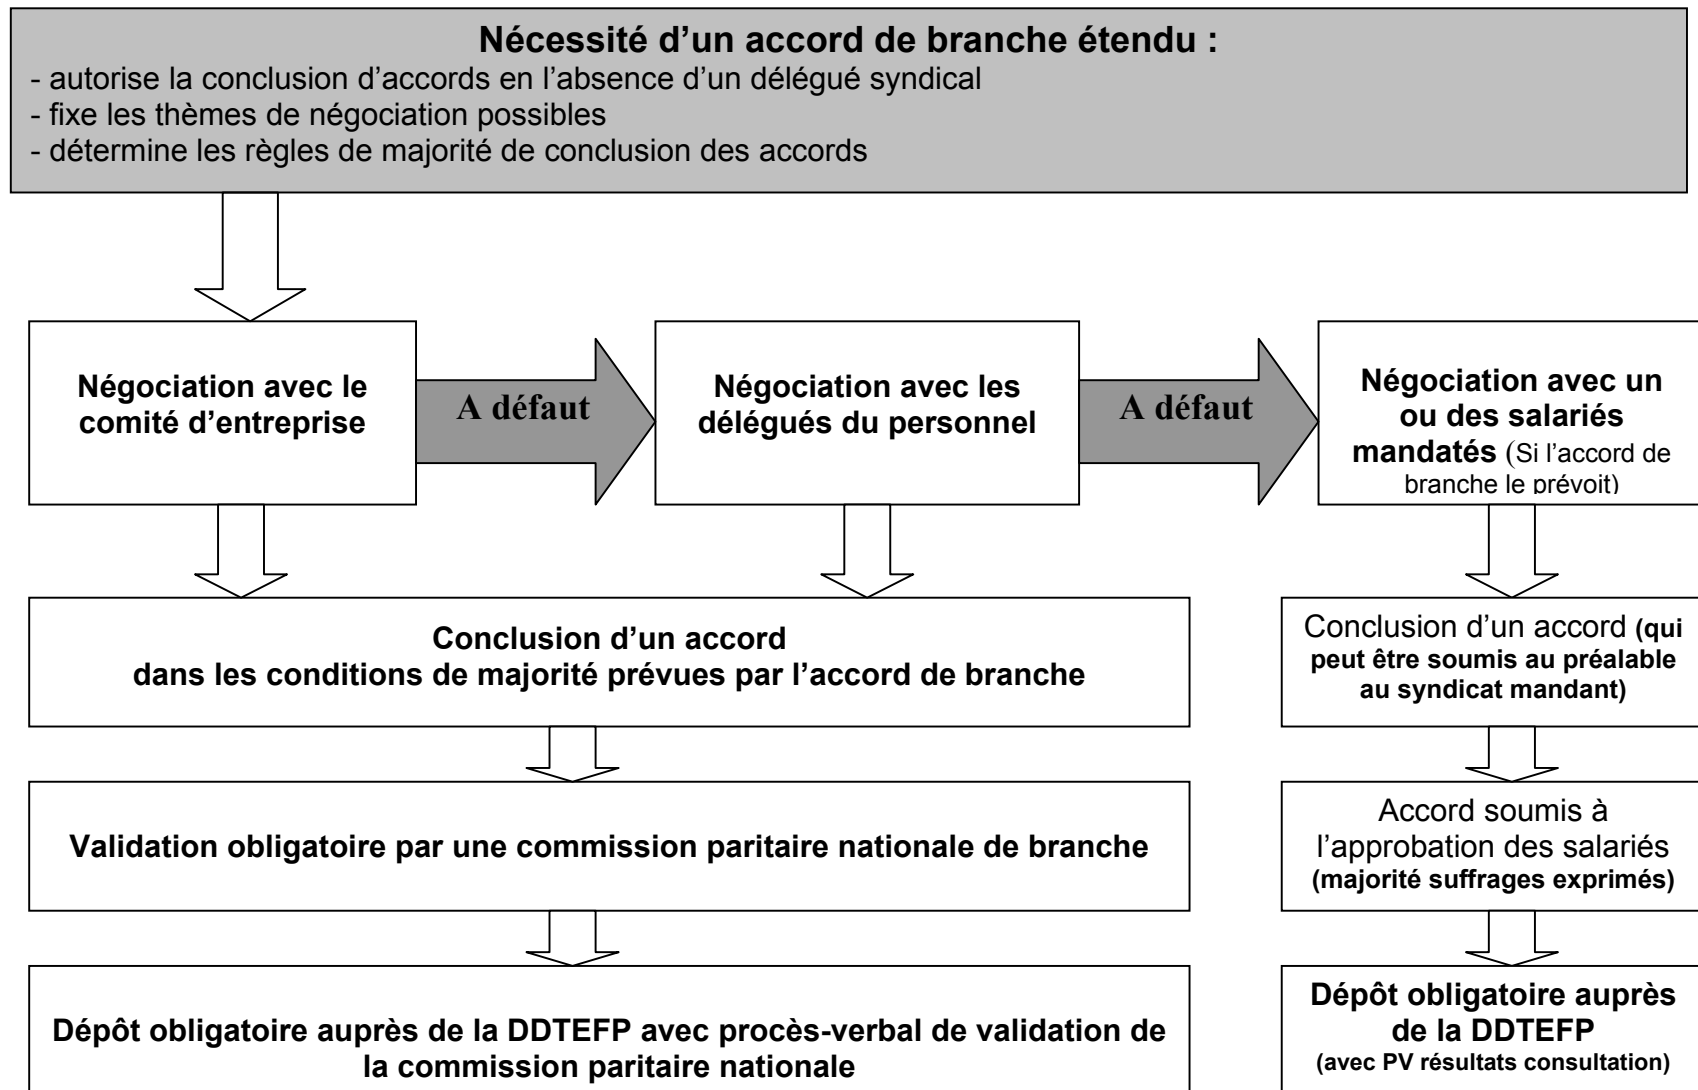 Nécessité d’un accord de branche étendu :
- autorise la conclusion d’accords en l’absence d’un délégué syndical
- fixe les thèmes de négociation possibles
- détermine les règles de majorité de conclusion des accords
Négociation avec le
comité d’entreprise
A défaut
Négociation avec les
délégués du personnel
A défaut
Négociation avec un
ou des salariés
mandatés (Si l’accord de
branche le prévoit)
Conclusion d’un accord
dans les conditions de majorité prévues par l’accord de branche
Conclusion d’un accord (qui
peut être soumis au préalable
au syndicat mandant)
Validation obligatoire par une commission paritaire nationale de branche
Accord soumis à
l’approbation des salariés
(majorité suffrages exprimés)
Dépôt obligatoire auprès de la DDTEFP avec procès-verbal de validation de
la commission paritaire nationale
Dépôt obligatoire auprès
de la DDTEFP
(avec PV résultats consultation)